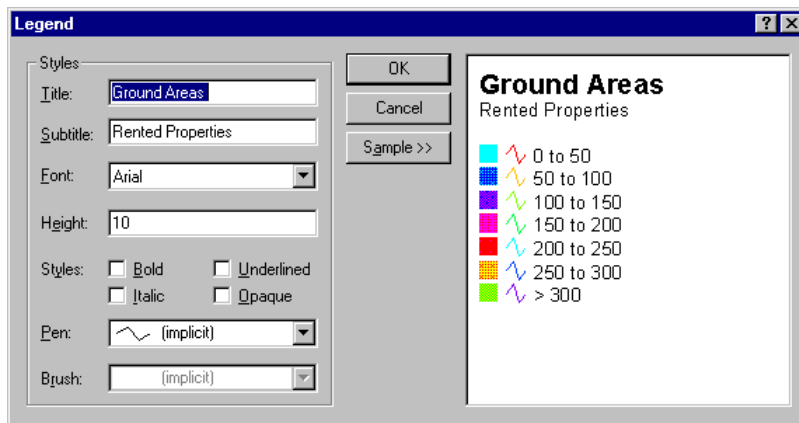 Legend
Styles
Title: Ground Areas
Subtitle: Rented Properties
Font: Arial
Height: 10
Styles: Bold Underlined
Italic Opaque
Pen: (implicit)
Brush: (implicit)
OK
Cancel
Sample >>
Ground Areas
Rented Properties
0 to 50
50 to 100
100 to 150
150 to 200
200 to 250
250 to 300
> 300